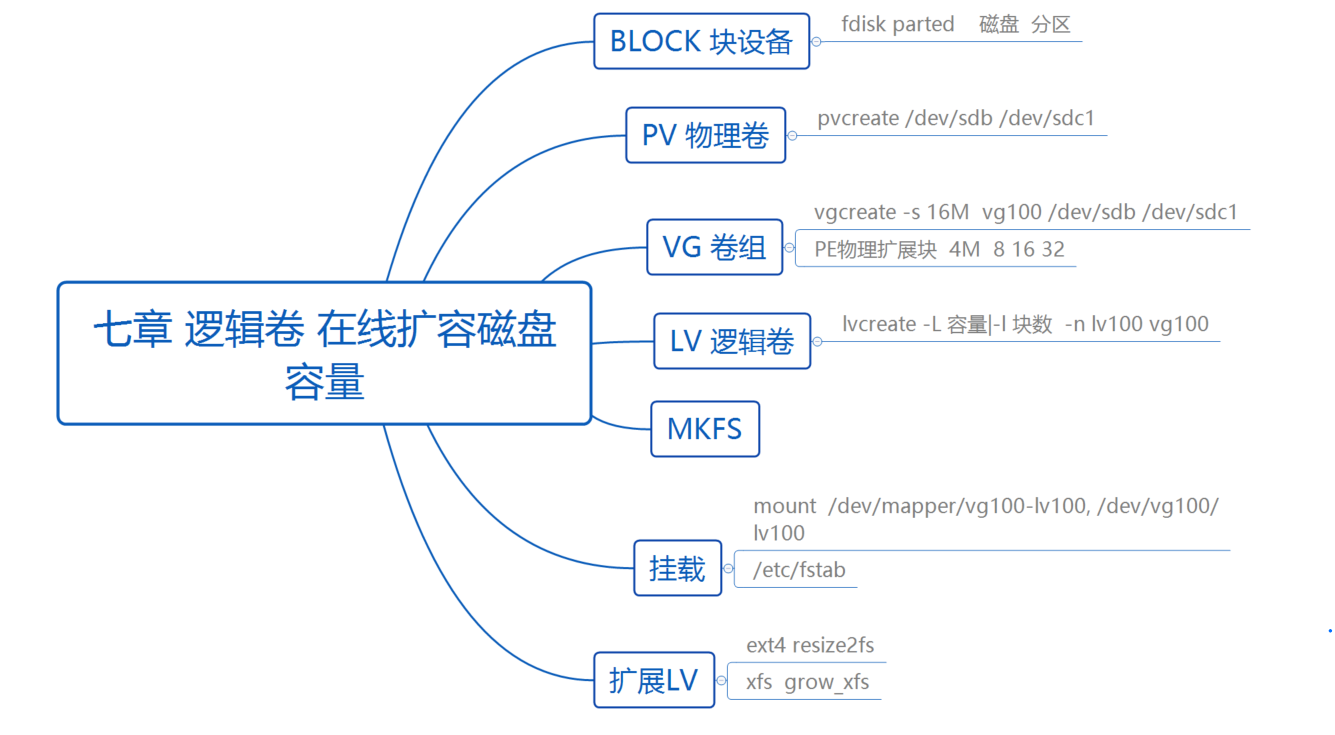 七章 逻辑卷 在线扩容磁盘
容量
BLOCK 块设备
fdisk parted 磁盘 分区
PV 物理卷
pvcreate /dev/sdb /dev/sdc1
VG 卷组
vgcreate -s 16M vg100 /dev/sdb /dev/sdc1
PE物理扩展块 4M 8 16 32
LV 逻辑卷
lvcreate -L 容量|-l 块数 -n lv100 vg100
MKFS
挂载
mount /dev/mapper/vg100-lv100, /dev/vg100/
lv100
/etc/fstab
扩展LV
ext4 resize2fs
xfs grow_xfs